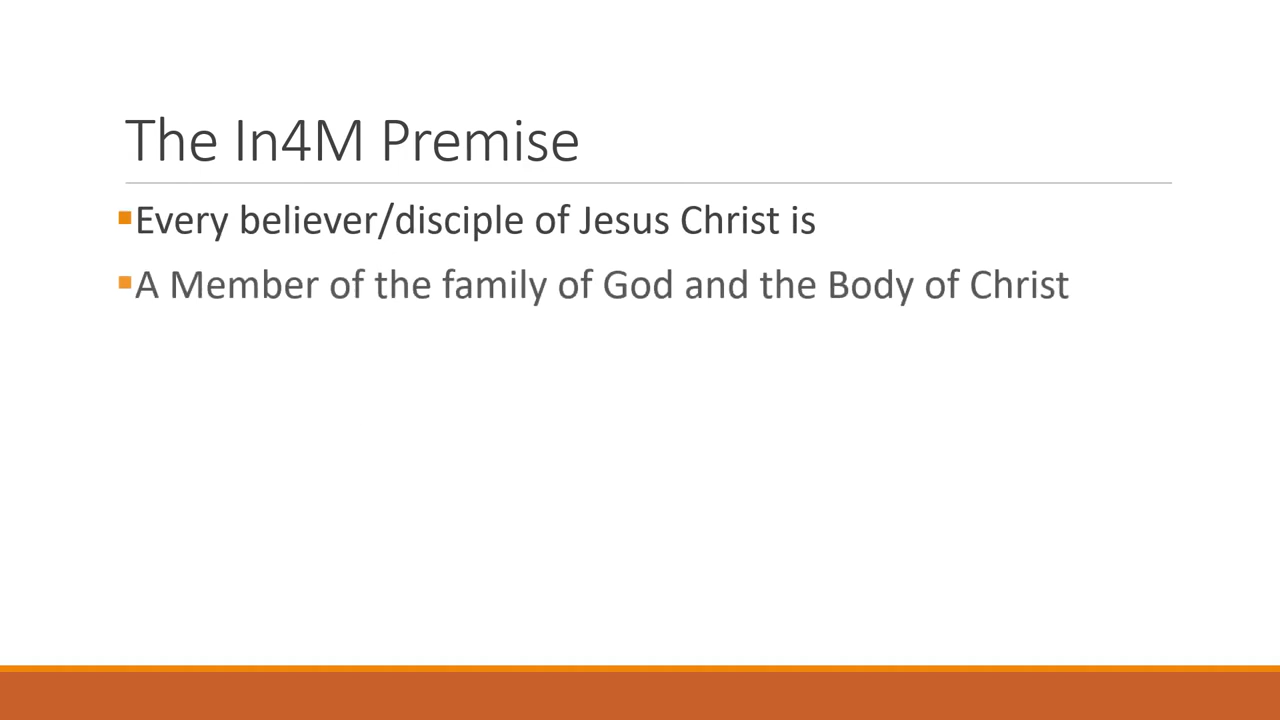 The In4M Premise
Every believer/disciple of Jesus Christ is
A Member of the family of God and the Body of Christ